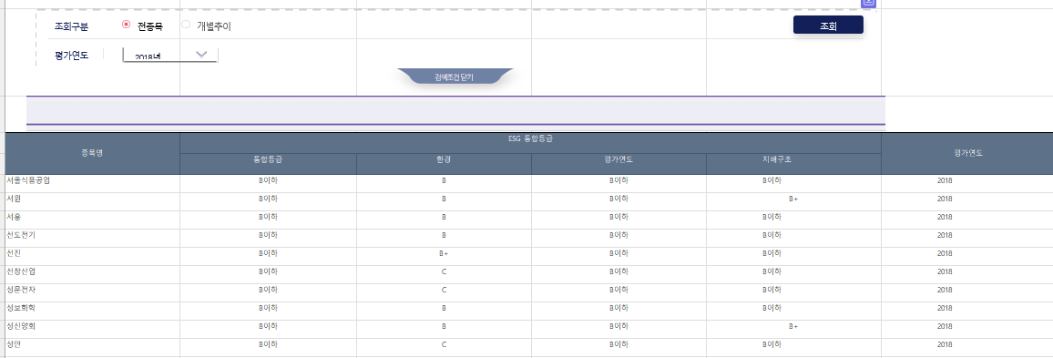 조회구분 전종목 개별추이 조회
평가연도 2018년
검색조건닫기
종목명 ESG 통합등급 평가연도
통합등급 환경 평가연도 지배구조
서울식품공업 B이하 B B이하 B이하 2018
서원 B이하 B B이하 B+ 2018
서흥 B이하 B B이하 B이하 2018
선도전기 B이하 B B이하 B이하 2018
선진 B이하 B+ B이하 B이하 2018
선창산업 B이하 C B이하 B이하 2018
성문전자 B이하 C B이하 B이하 2018
성보화학 B이하 B B이하 B이하 2018
성신양회 B이하 B B이하 B+ 2018
성안 B이하 C B이하 B이하 2018